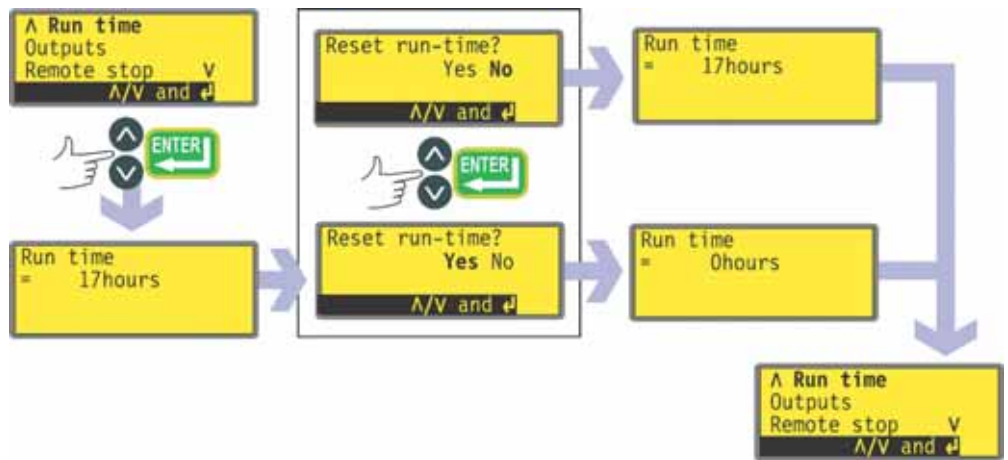 Λ Run time
Outputs
Remote stop V
Λ/V and ↵
ENTER
Run time
= 17hours
Reset run-time?
Yes No
Λ/V and ↵
ENTER
Reset run-time?
Yes No
Λ/V and ↵
Run time
= 17hours
Run time
= 0hours
Λ Run time
Outputs
Remote stop V
Λ/V and ↵